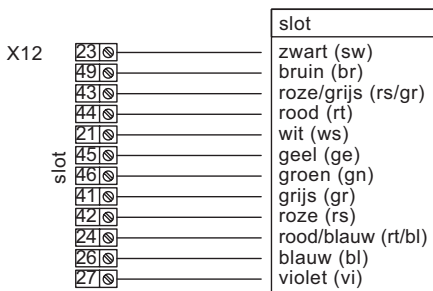 slot
X12
23 zwart (sw)
49 bruin (br)
43 roze/grijs (rs/gr)
44 rood (rt)
21 wit (ws)
45 geel (ge)
46 groen (gn)
41 grijs (gr)
42 roze (rs)
24 rood/blauw (rt/bl)
26 blauw (bl)
27 violet (vi)
slot